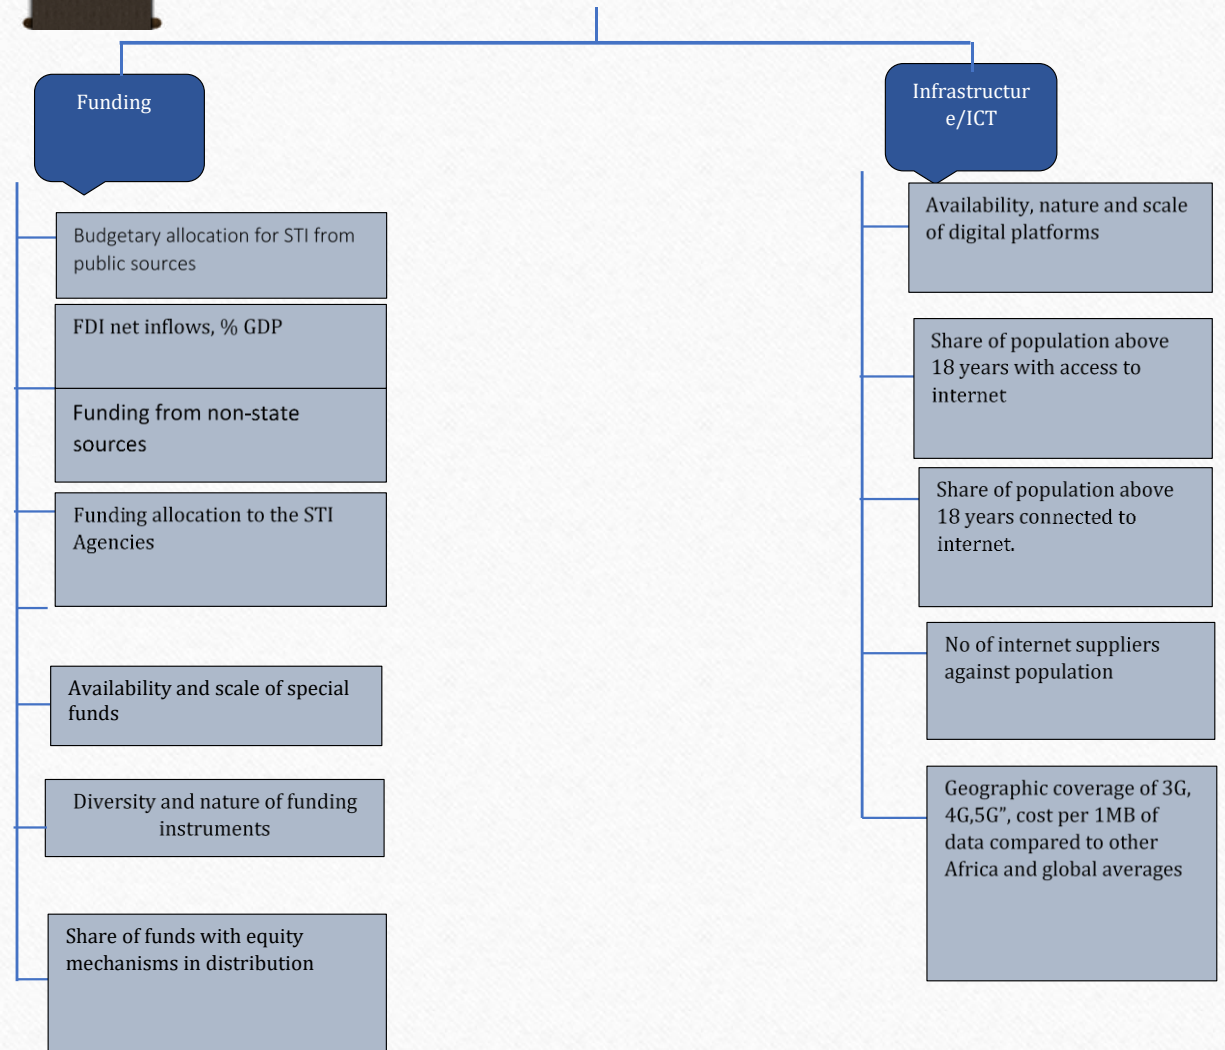 Funding
Budgetary allocation for STI from
public sources
FDI net inflows, % GDP
Funding from non-state
sources
Funding allocation to the STI
Agencies
Availability and scale of special
funds
Diversity and nature of funding
instruments
Share of funds with equity
mechanisms in distribution
Infrastructur
e/ICT
Availability, nature and scale
of digital platforms
Share of population above
18 years with access to
internet
Share of population above
18 years connected to
internet.
No of internet suppliers
against population
Geographic coverage of 3G,
4G,5G”, cost per 1MB of
data compared to other
Africa and global averages